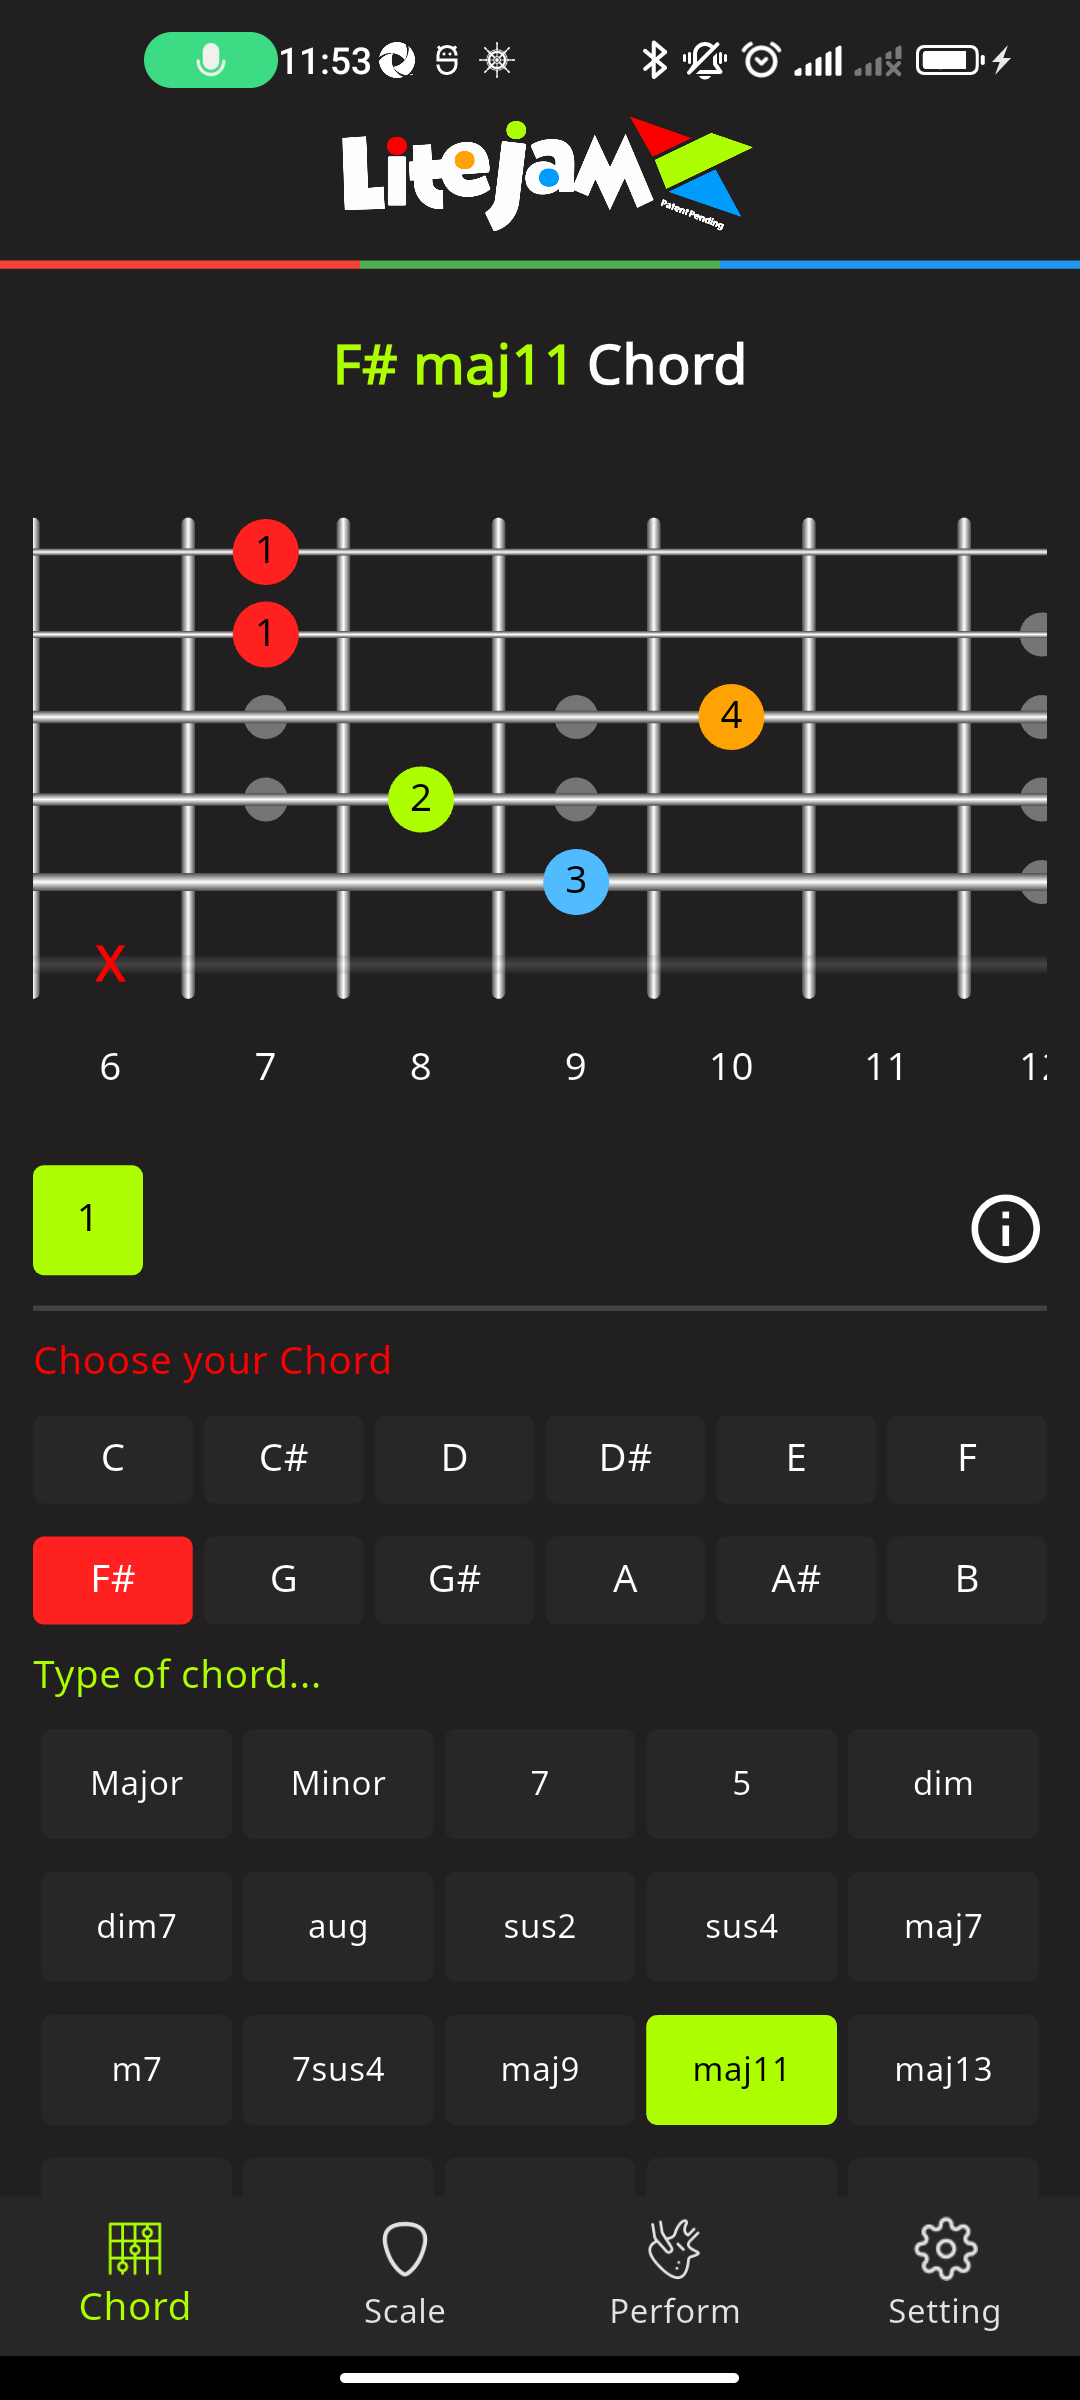 11:53
Litejam
Patent Pending
F# maj11 Chord
1
1
4
2
3
X
6 7 8 9 10 11 12
1
Choose your Chord
C C# D D# E F
F# G G# A A# B
Type of chord...
Major Minor 7 5 dim
dim7 aug sus2 sus4 maj7
m7 7sus4 maj9 maj11 maj13
Chord Scale Perform Setting